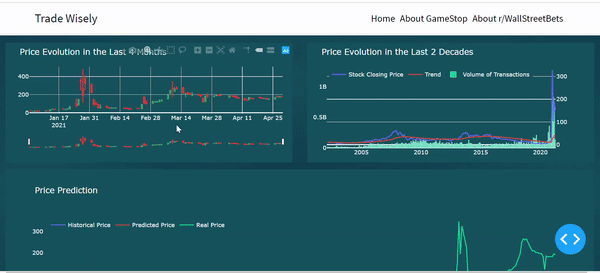 Trade Wisely
Home About GameStop About r/WallStreetBets
Price Evolution in the Last 4 Months
400
200
0
Jan 17 Jan 31 Feb 14 Feb 28 Mar 14 Mar 28 Apr 11 Apr 25
2021
Price Evolution in the Last 2 Decades
Stock Closing Price Trend Volume of Transactions
1B
0.5B
0
300
200
100
0
2005 2010 2015 2020
Price Prediction
Historical Price Predicted Price Real Price
300
200